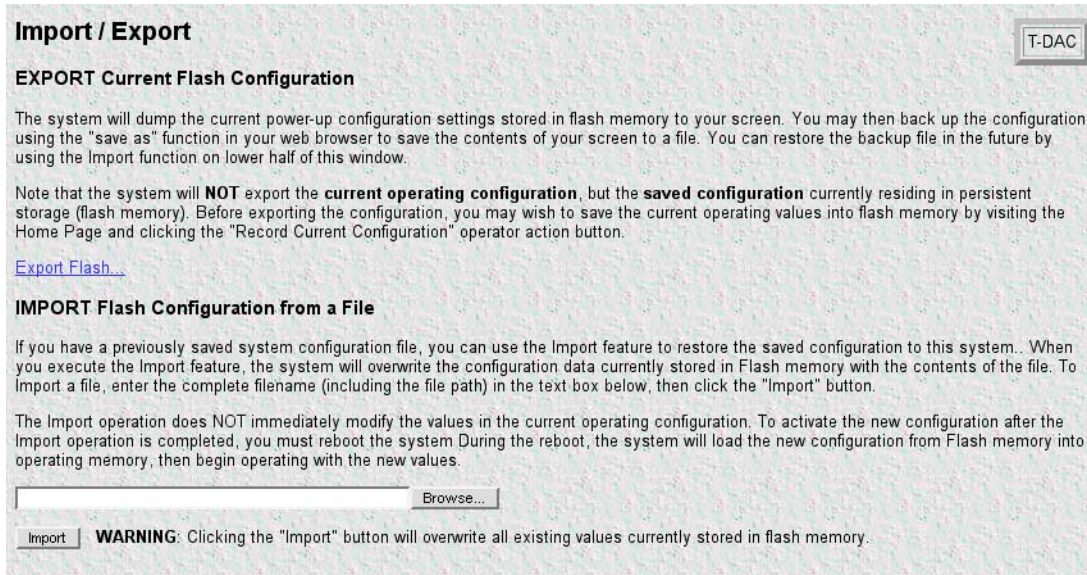 Import / Export
T-DAC
EXPORT Current Flash Configuration
The system will dump the current power-up configuration settings stored in flash memory to your screen. You may then back up the configuration
using the "save as" function in your web browser to save the contents of your screen to a file. You can restore the backup file in the future by
using the Import function on lower half of this window.
Note that the system will NOT export the current operating configuration, but the saved configuration currently residing in persistent
storage (flash memory). Before exporting the configuration, you may wish to save the current operating values into flash memory by visiting the
Home Page and clicking the "Record Current Configuration" operator action button.
Export Flash...
IMPORT Flash Configuration from a File
If you have a previously saved system configuration file, you can use the Import feature to restore the saved configuration to this system.. When
you execute the Import feature, the system will overwrite the configuration data currently stored in Flash memory with the contents of the file. To
Import a file, enter the complete filename (including the file path) in the text box below, then click the "Import" button.
The Import operation does NOT immediately modify the values in the current operating configuration. To activate the new configuration after the
Import operation is completed, you must reboot the system During the reboot, the system will load the new configuration from Flash memory into
operating memory, then begin operating with the new values.
Browse...
Import WARNING: Clicking the "Import" button will overwrite all existing values currently stored in flash memory.